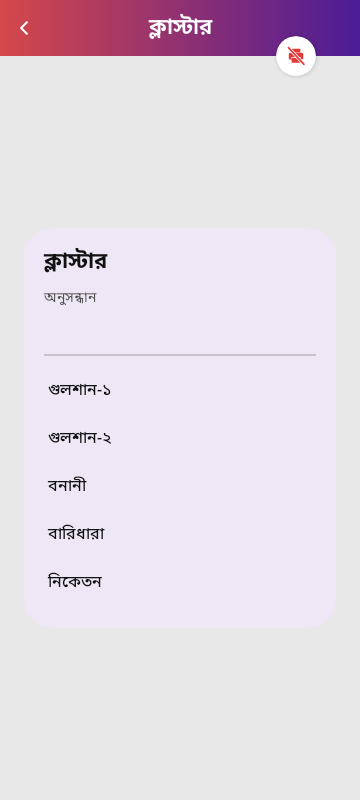 ক্লাস্টার
ক্লাস্টার
অনুসন্ধান
গুলশান-১
গুলশান-২
বনানী
বারিধারা
নিকেতন